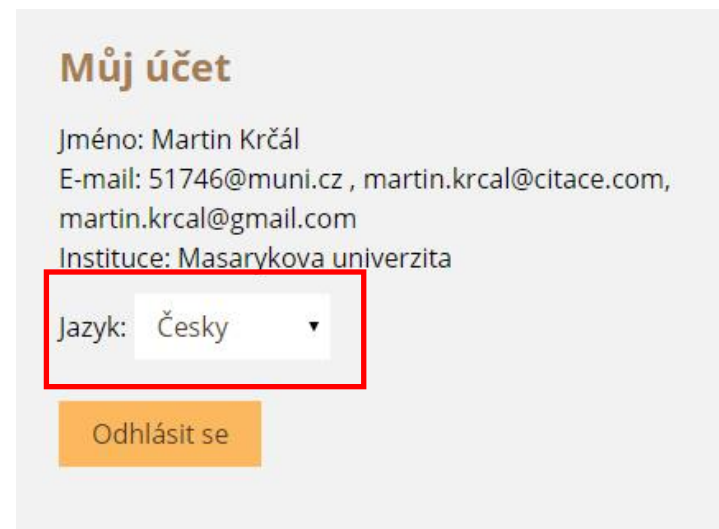 Můj účet
Jméno: Martin Krčál
E-mail: 51746@muni.cz , martin.krcal@citace.com,
martin.krcal@gmail.com
Instituce: Masarykova univerzita
Jazyk: Česky
Odhlásit se